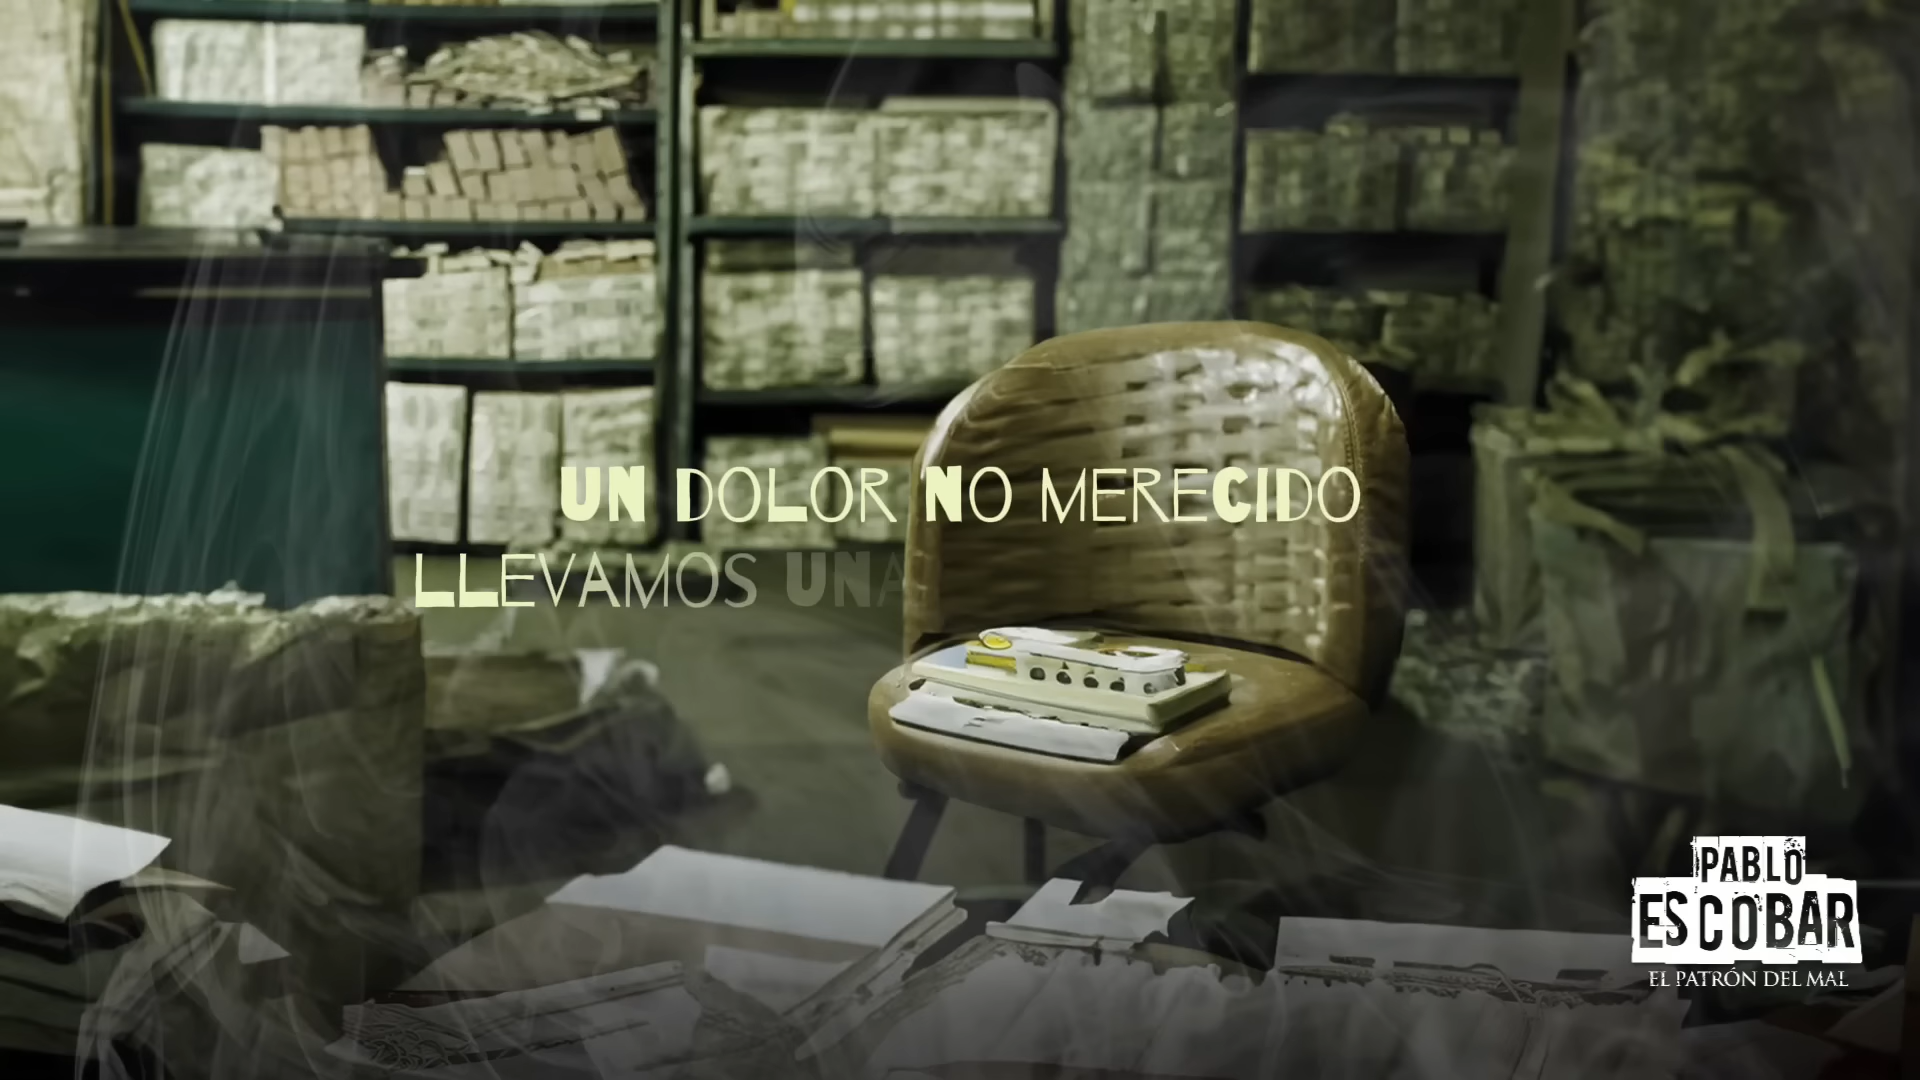 UN DOLOR NO MERECIDO
LLEVAMOS UNA
PABLO
ESCOBAR
EL PATRÓN DEL MAL